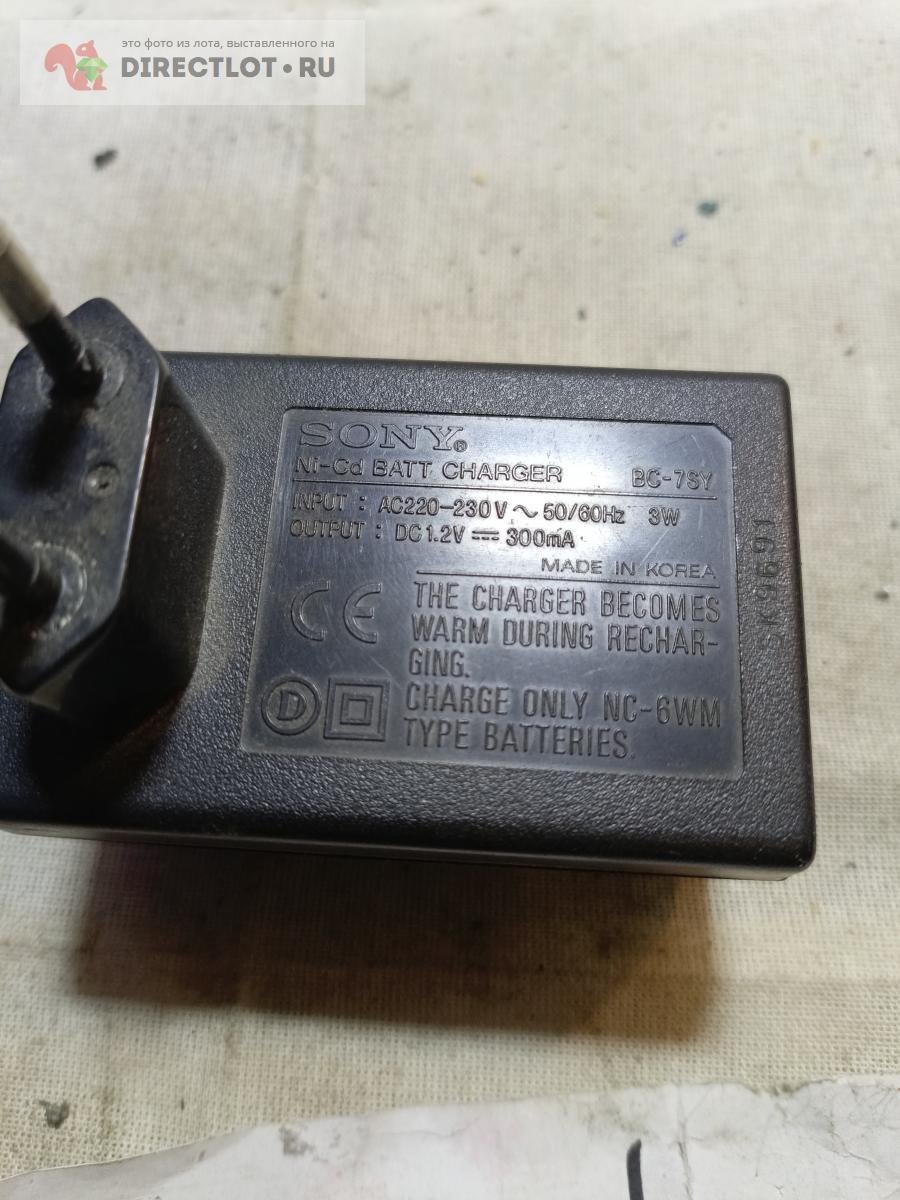 это фото из лота, выставленного на
DIRECTLOT•RU
SONY®
Ni-Cd BATT CHARGER BC-7SY
INPUT : AC220-230V ~ 50/60Hz 3W
OUTPUT : DC1.2V ⎓ 300mA
MADE IN KOREA
CE
THE CHARGER BECOMES
WARM DURING RECHAR-
GING.
CHARGE ONLY NC-6WM
TYPE BATTERIES.
D